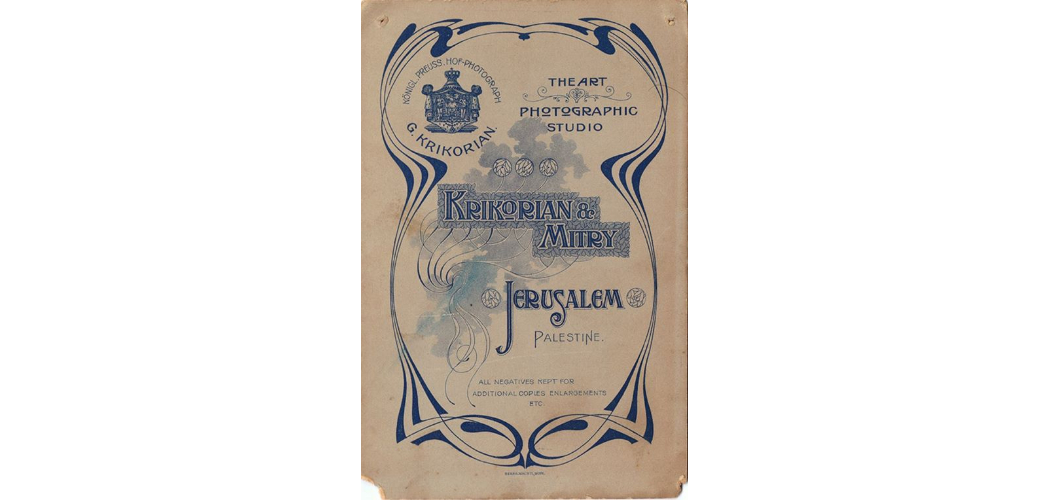 KÖNIGL. PREUSS. HOF-PHOTOGRAPH
G. KRIKORIAN.
THE ART
PHOTOGRAPHIC
STUDIO
KRIKORIAN &
MITRY
JERUSALEM
PALESTINE.
ALL NEGATIVES KEPT FOR
ADDITIONAL COPIES ENLARGEMENTS
ETC